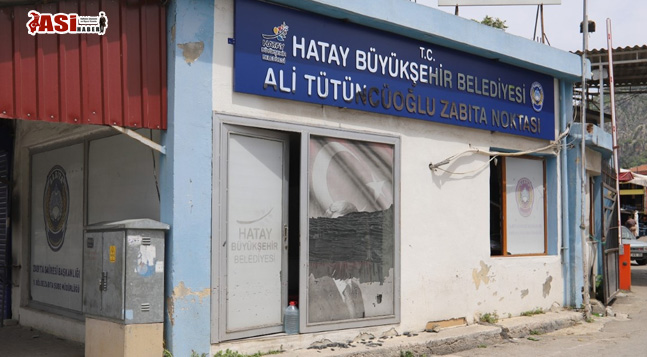 ASİ
HABER
T.C.
HATAY BÜYÜKŞEHİR BELEDİYESİ
ALİ TÜTÜNCÜOĞLU ZABITA NOKTASI
HATAY
BÜYÜKŞEHİR
BELEDİYESİ